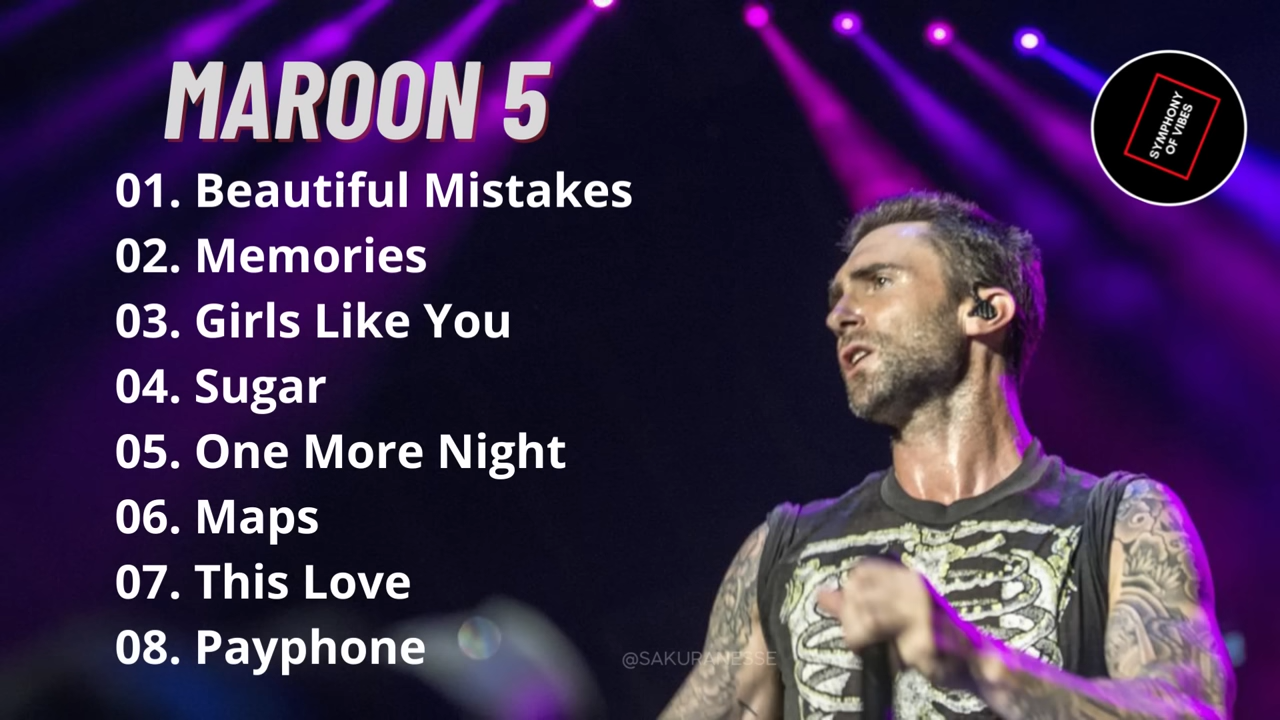 MAROON 5
01. Beautiful Mistakes
02. Memories
03. Girls Like You
04. Sugar
05. One More Night
06. Maps
07. This Love
08. Payphone
SYMPHONY
OF VIBES
@SAKURANESSE